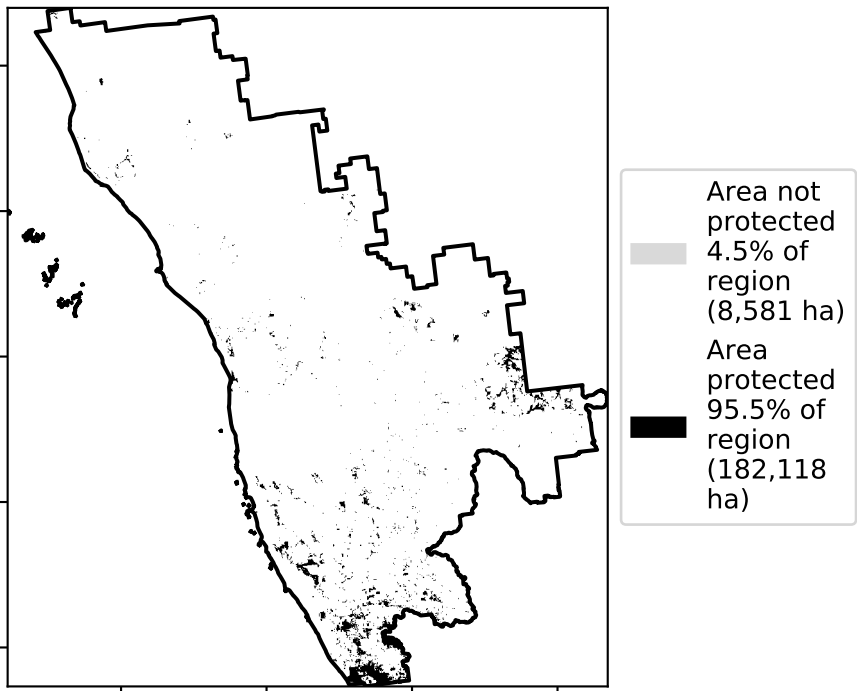 Area not
protected
4.5% of
region
(8,581 ha)
Area
protected
95.5% of
region
(182,118
ha)